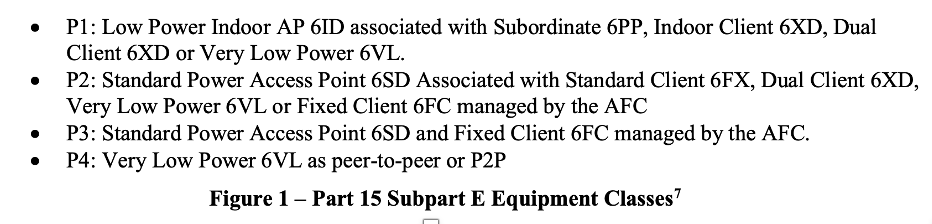 • P1: Low Power Indoor AP 6ID associated with Subordinate 6PP, Indoor Client 6XD, Dual
Client 6XD or Very Low Power 6VL.
• P2: Standard Power Access Point 6SD Associated with Standard Client 6FX, Dual Client 6XD,
Very Low Power 6VL or Fixed Client 6FC managed by the AFC
• P3: Standard Power Access Point 6SD and Fixed Client 6FC managed by the AFC.
• P4: Very Low Power 6VL as peer-to-peer or P2P
Figure 1 – Part 15 Subpart E Equipment Classes⁷